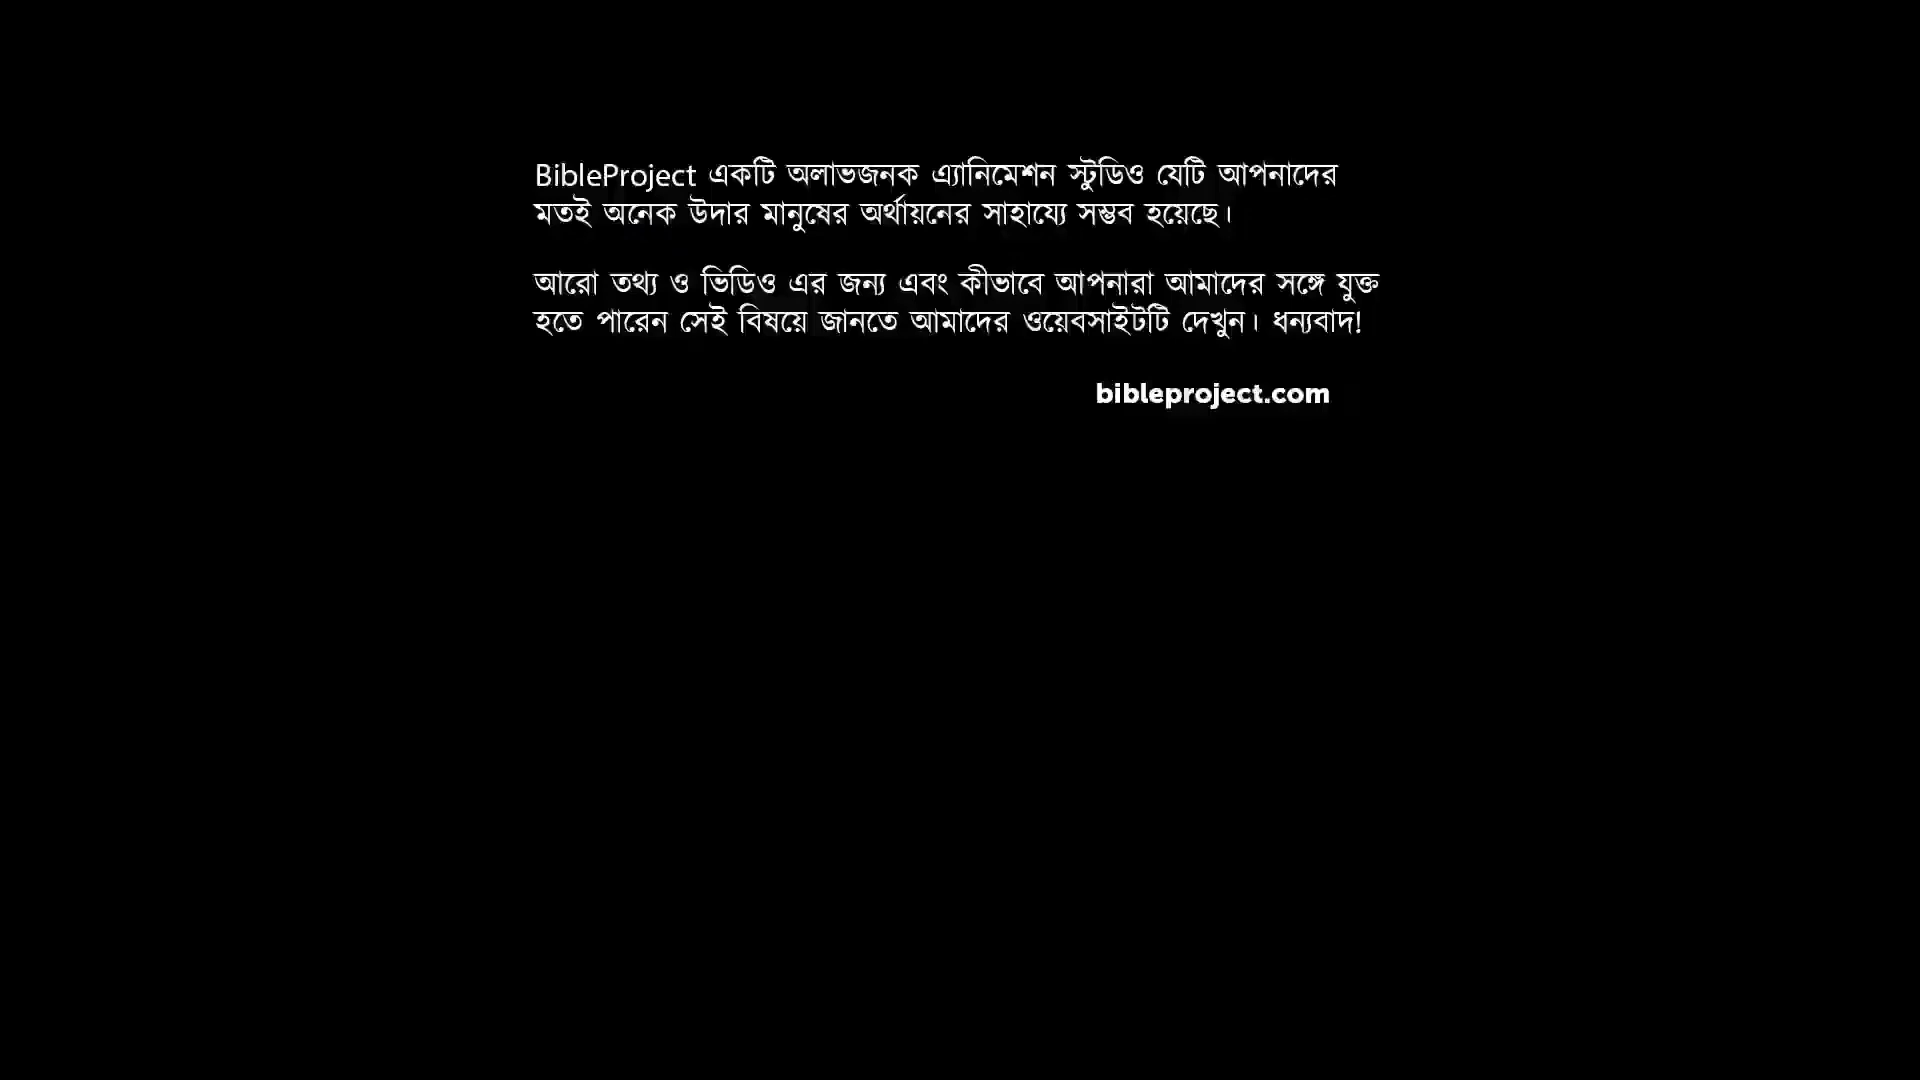 BibleProject একটি অলাভজনক এ্যানিমেশন স্টুডিও যেটি আপনাদের
মতই অনেক উদার মানুষের অর্থায়নের সাহায্যে সম্ভব হয়েছে।
আরো তথ্য ও ভিডিও এর জন্য এবং কীভাবে আপনারা আমাদের সঙ্গে যুক্ত
হতে পারেন সেই বিষয়ে জানতে আমাদের ওয়েবসাইটটি দেখুন। ধন্যবাদ!
bibleproject.com